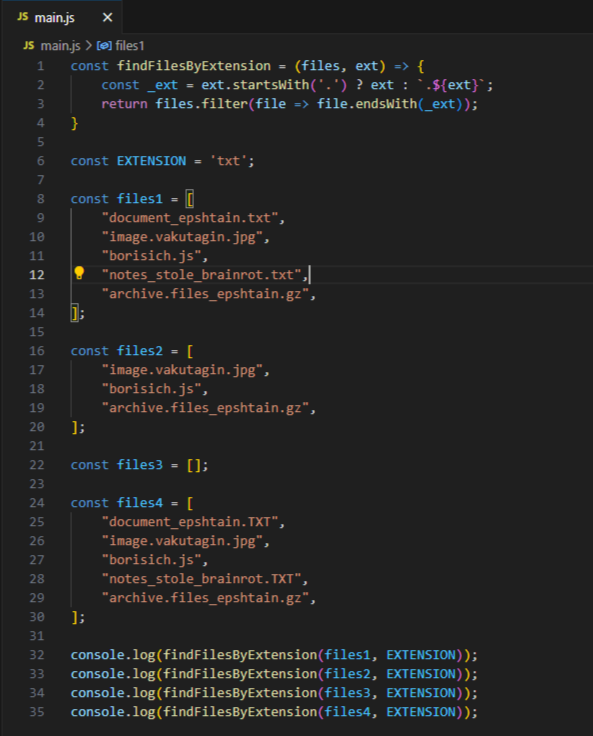 JS main.js ×
JS main.js > files1
1 const findFilesByExtension = (files, ext) => {
2     const _ext = ext.startsWith('.') ? ext : `.${ext}`;
3     return files.filter(file => file.endsWith(_ext));
4 }
5
6 const EXTENSION = 'txt';
7
8 const files1 = [
9     "document_epshtain.txt",
10     "image.vakutagin.jpg",
11     "borisich.js",
12     "notes_stole_brainrot.txt",
13     "archive.files_epshtain.gz",
14 ];
15
16 const files2 = [
17     "image.vakutagin.jpg",
18     "borisich.js",
19     "archive.files_epshtain.gz",
20 ];
21
22 const files3 = [];
23
24 const files4 = [
25     "document_epshtain.TXT",
26     "image.vakutagin.jpg",
27     "borisich.js",
28     "notes_stole_brainrot.TXT",
29     "archive.files_epshtain.gz",
30 ];
31
32 console.log(findFilesByExtension(files1, EXTENSION));
33 console.log(findFilesByExtension(files2, EXTENSION));
34 console.log(findFilesByExtension(files3, EXTENSION));
35 console.log(findFilesByExtension(files4, EXTENSION));